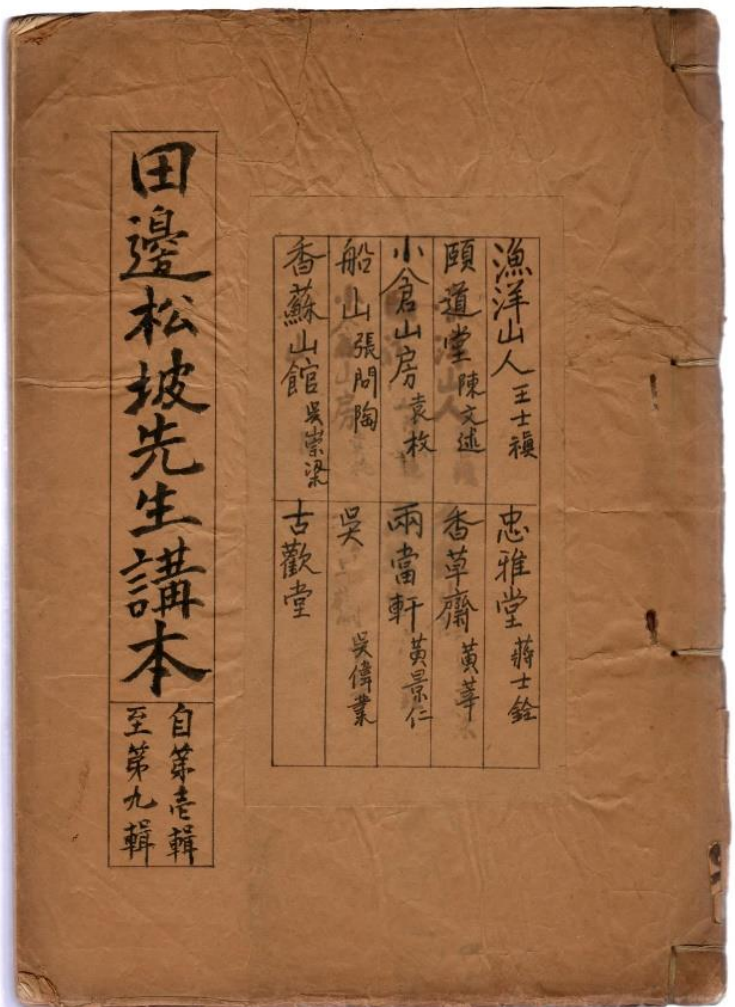 田邊松坡先生講本
自第壱輯
至第九輯
漁洋山人 王士禛
頤道堂 陳文述
小倉山房 袁枚
船山 張問陶
香蘇山館 吳崇梁
忠雅堂 蔣士銓
香草齋 黃莘
兩當軒 黃景仁
吳 吳偉業
古歡堂